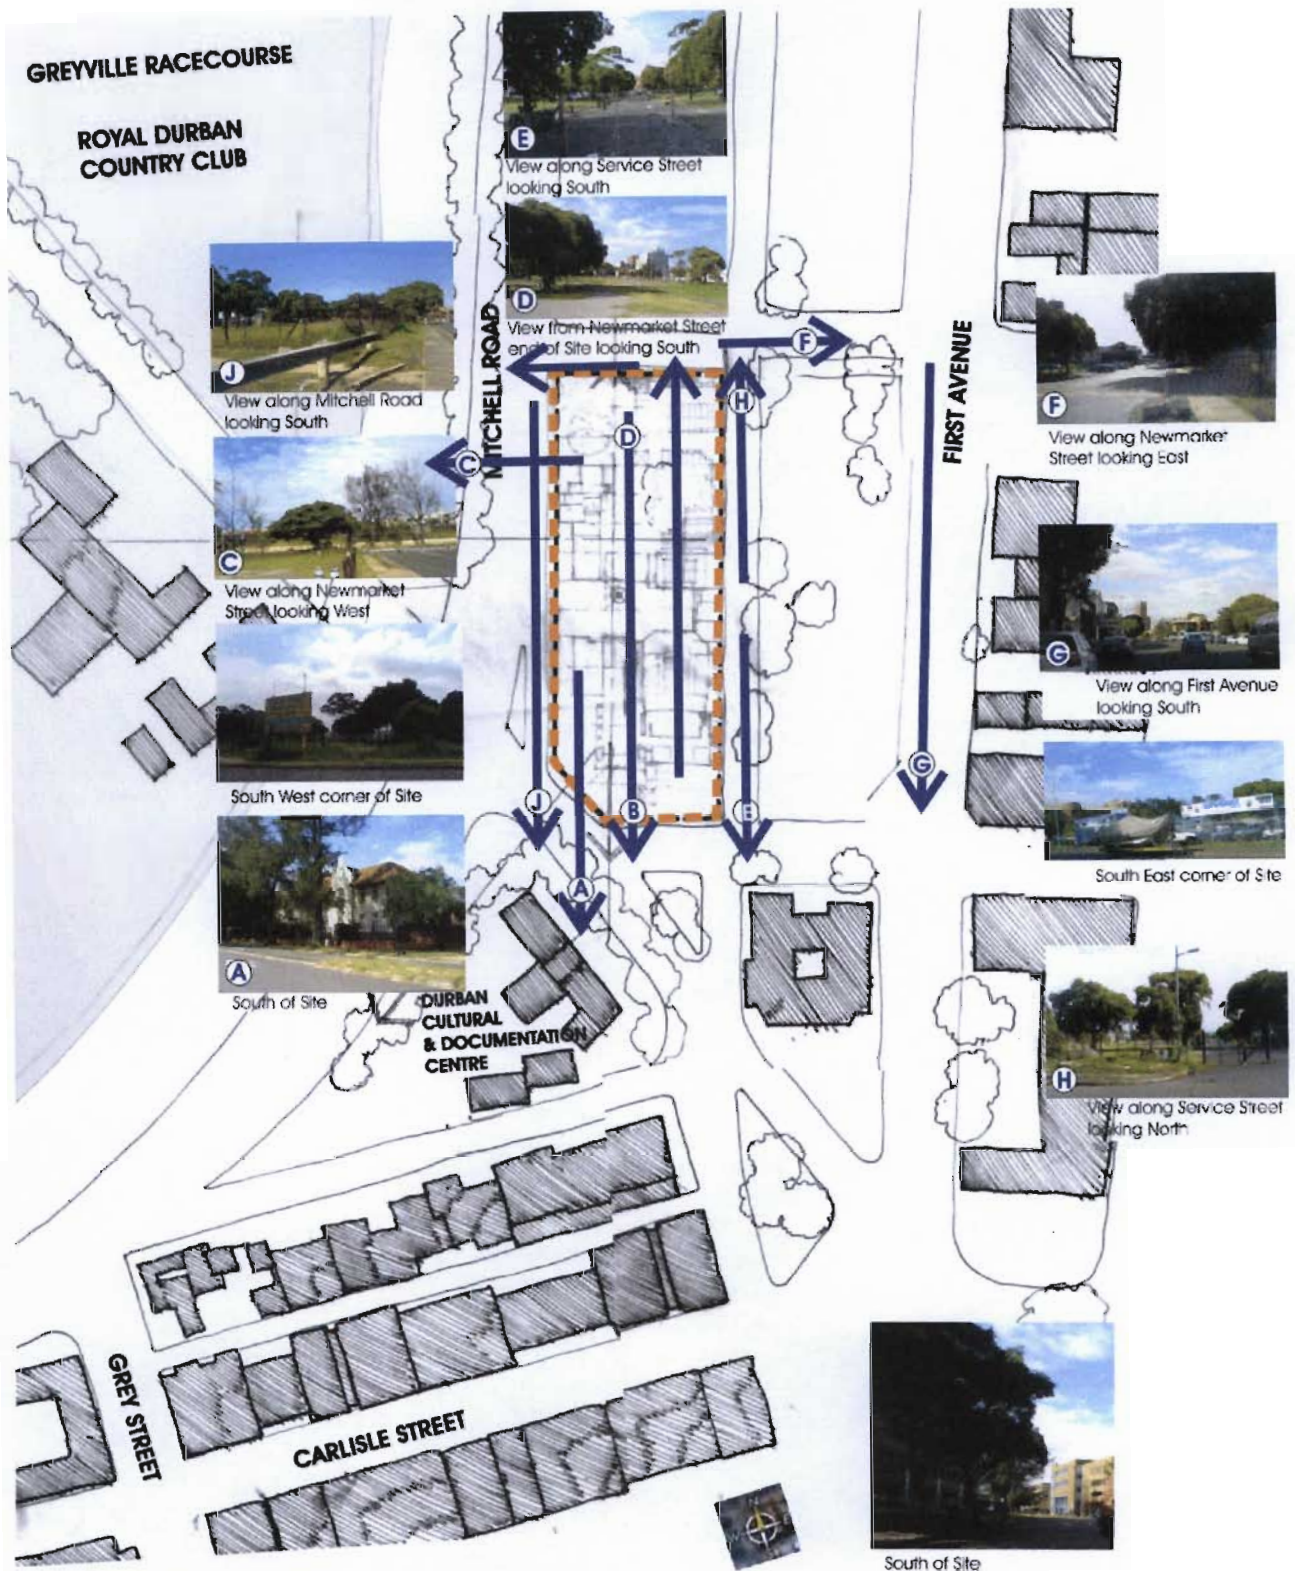 GREYVILLE RACECOURSE
ROYAL DURBAN
COUNTRY CLUB
E
View along Service Street
looking South
D
View from Newmarket Street
end of Site looking South
J
View along Mitchell Road
looking South
C
View along Newmarket
Street looking West
South West corner of Site
A
South of Site
MITCHELL ROAD
FIRST AVENUE
F
H
D
C
G
J
B
E
A
F
View along Newmarket
Street looking East
G
View along First Avenue
looking South
South East corner of Site
H
View along Service Street
looking North
DURBAN
CULTURAL
& DOCUMENTATION
CENTRE
GREY STREET
CARLISLE STREET
N
South of Site